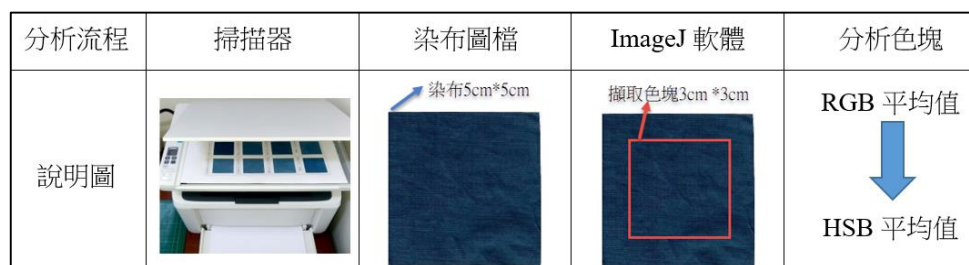 分析流程 掃描器 染布圖檔 ImageJ 軟體 分析色塊
說明圖
染布5cm*5cm
擷取色塊3cm *3cm
RGB 平均值
HSB 平均值